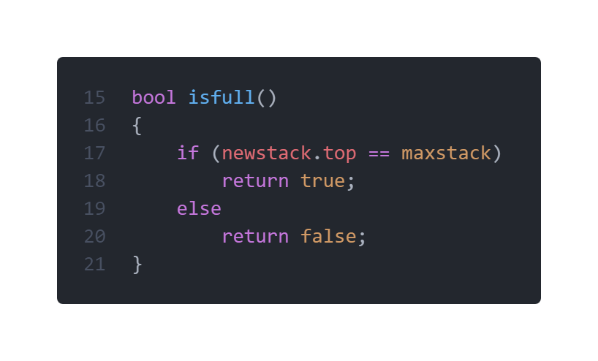 15 bool isfull()
16 {
17     if (newstack.top == maxstack)
18         return true;
19     else
20         return false;
21 }